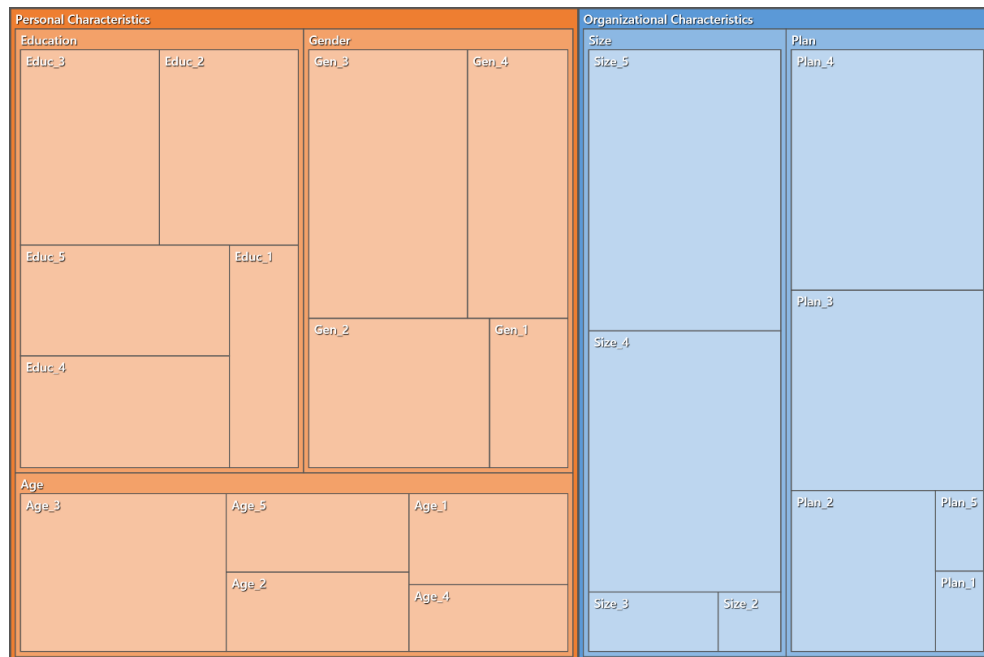 Personal Characteristics
Education
Educ_3
Educ_2
Educ_5
Educ_1
Educ_4
Gender
Gen_3
Gen_4
Gen_2
Gen_1
Age
Age_3
Age_5
Age_1
Age_2
Age_4
Organizational Characteristics
Size
Size_5
Size_4
Size_3
Size_2
Plan
Plan_4
Plan_3
Plan_2
Plan_5
Plan_1